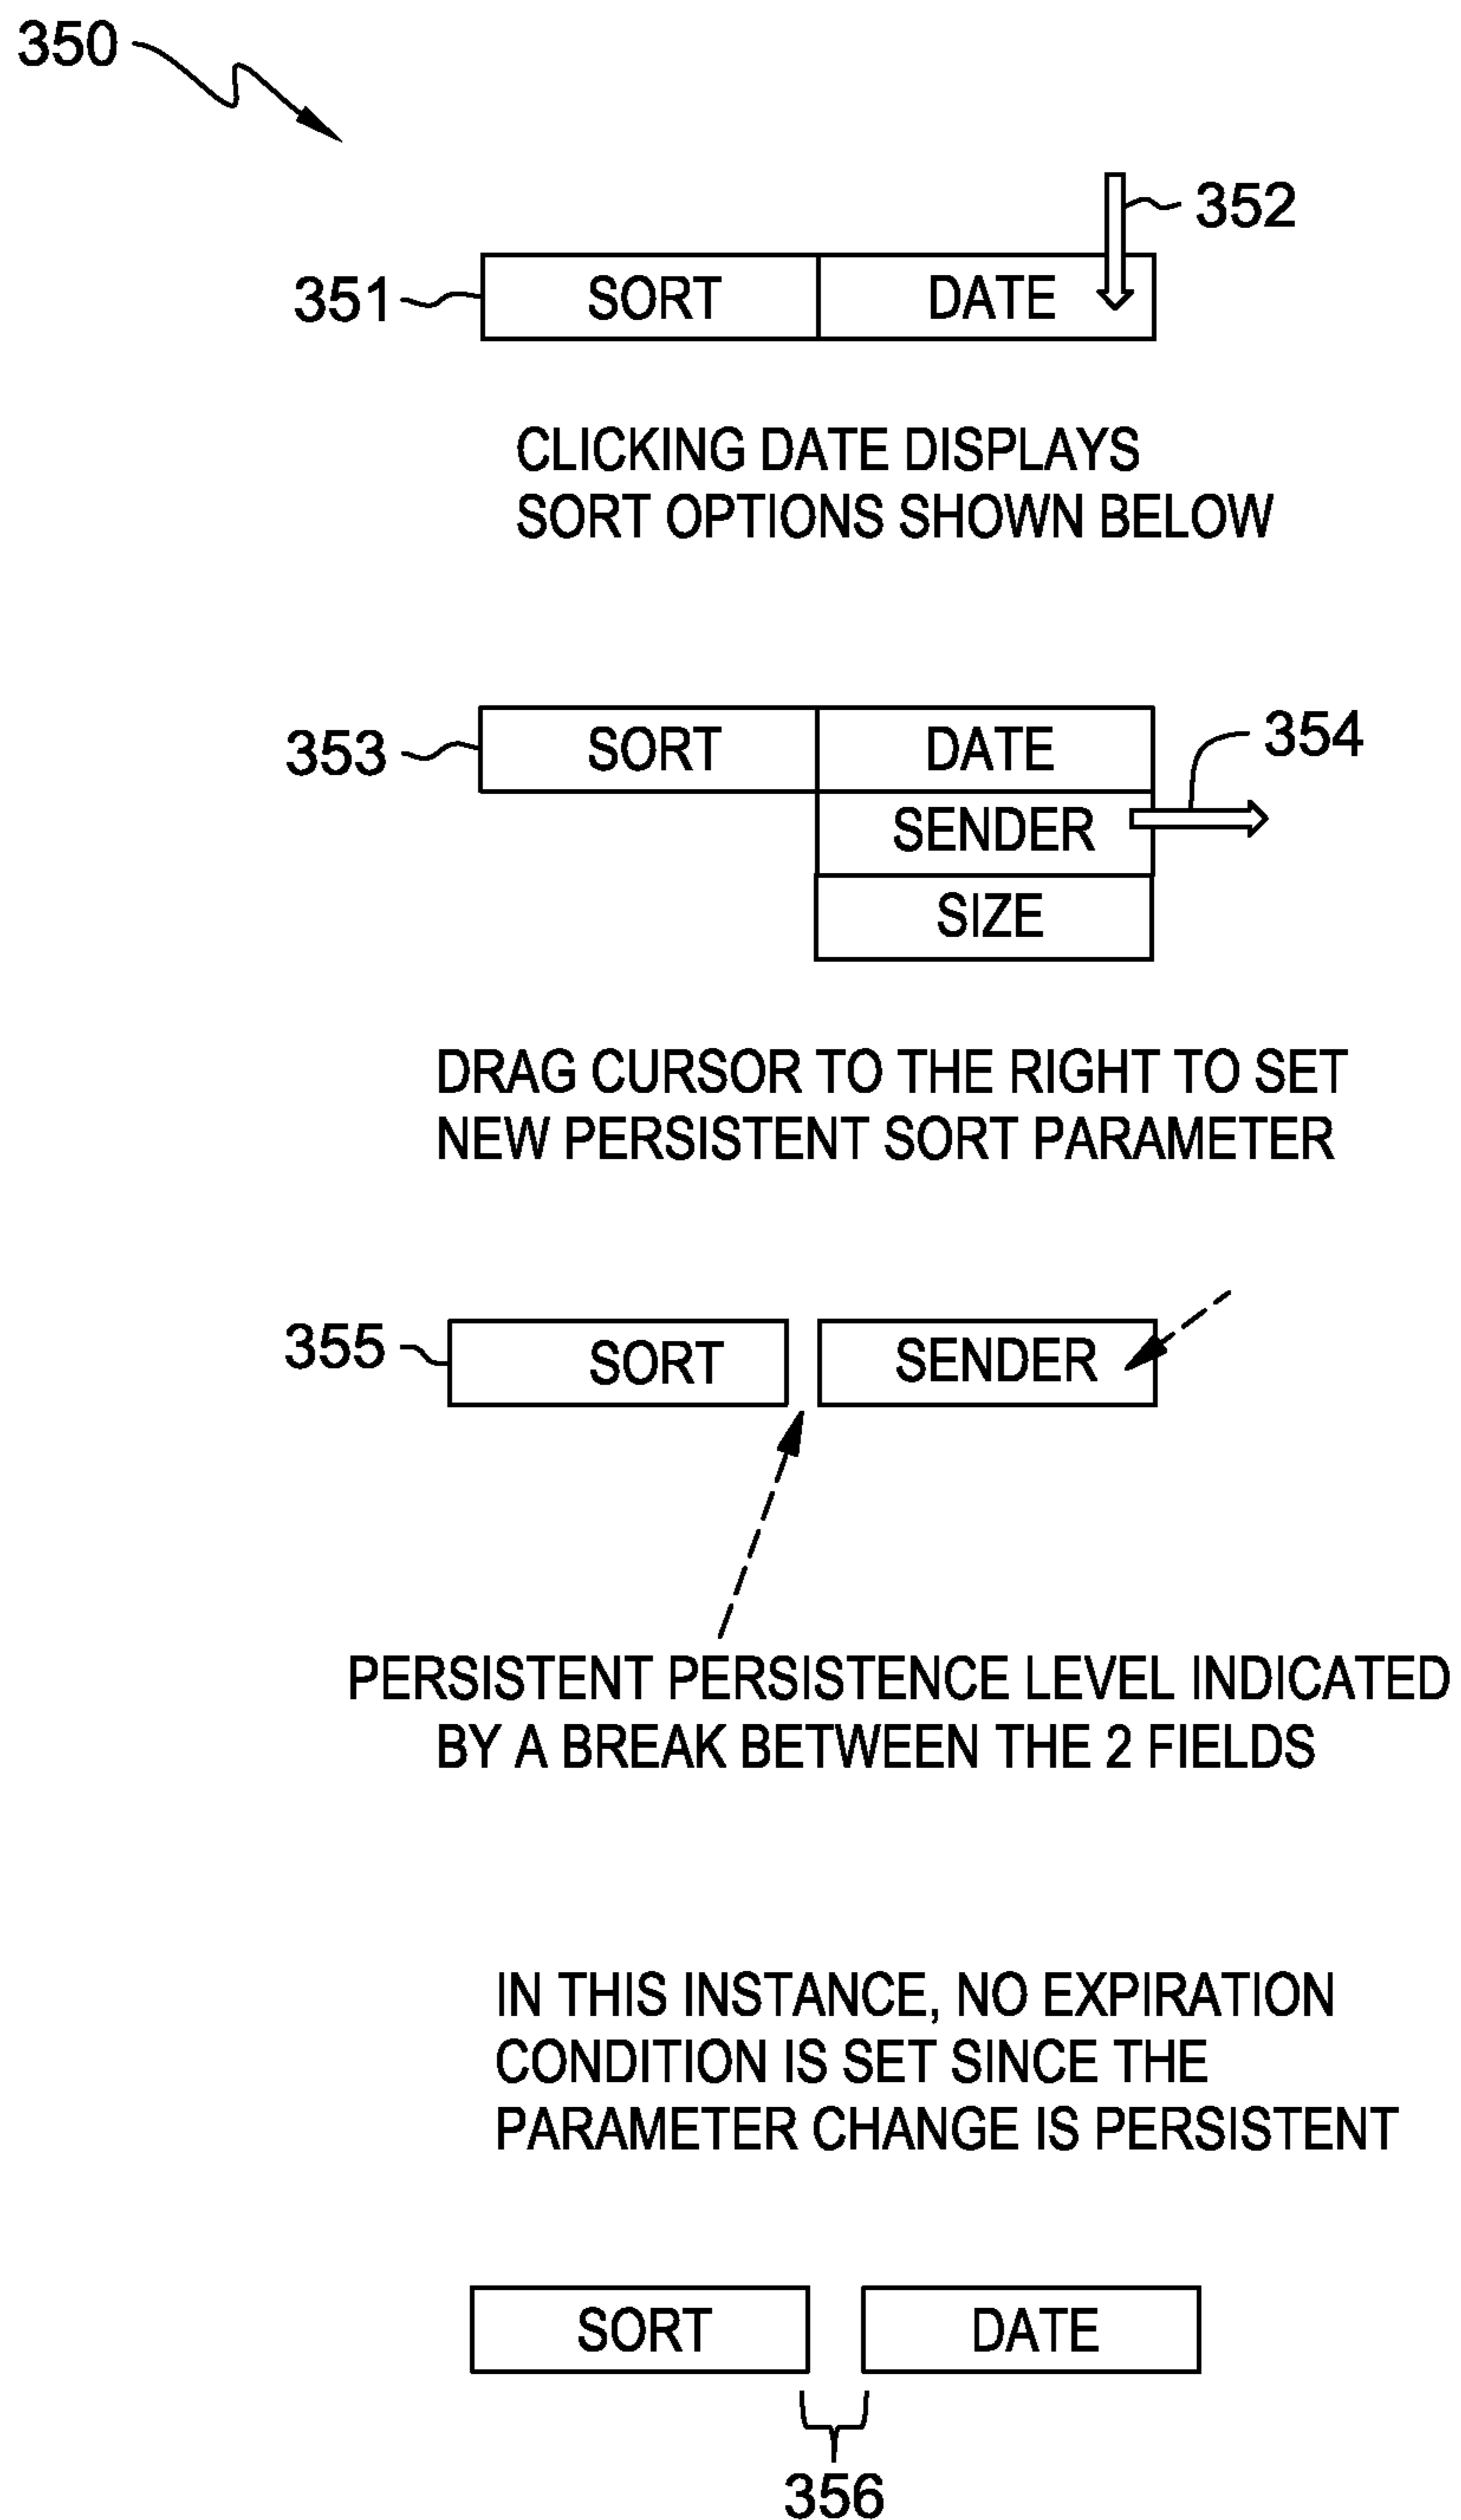 350
352
351 SORT DATE
CLICKING DATE DISPLAYS
SORT OPTIONS SHOWN BELOW
353 SORT DATE 354
SENDER
SIZE
DRAG CURSOR TO THE RIGHT TO SET
NEW PERSISTENT SORT PARAMETER
355 SORT SENDER
PERSISTENT PERSISTENCE LEVEL INDICATED
BY A BREAK BETWEEN THE 2 FIELDS
IN THIS INSTANCE, NO EXPIRATION
CONDITION IS SET SINCE THE
PARAMETER CHANGE IS PERSISTENT
SORT DATE
356